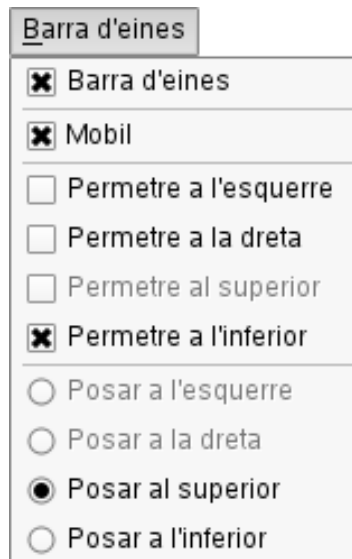 Barra d'eines
Barra d'eines
Mobil
Permetre a l'esquerre
Permetre a la dreta
Permetre al superior
Permetre a l'inferior
Posar a l'esquerre
Posar a la dreta
Posar al superior
Posar a l'inferior